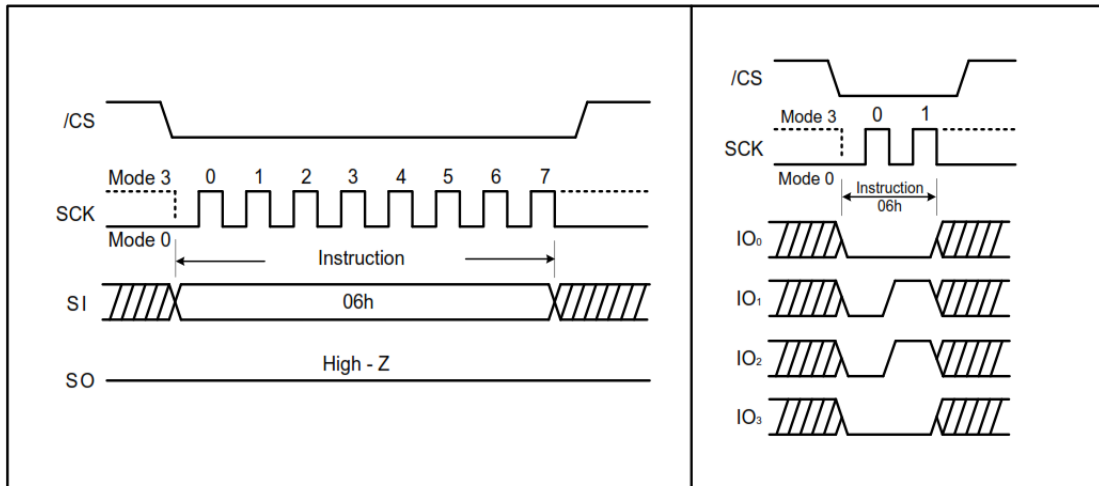 /CS
Mode 3 0 1 2 3 4 5 6 7
SCK
Mode 0
Instruction
SI 06h
High - Z
SO
/CS
Mode 3 0 1
SCK
Mode 0
Instruction
06h
IO₀
IO₁
IO₂
IO₃